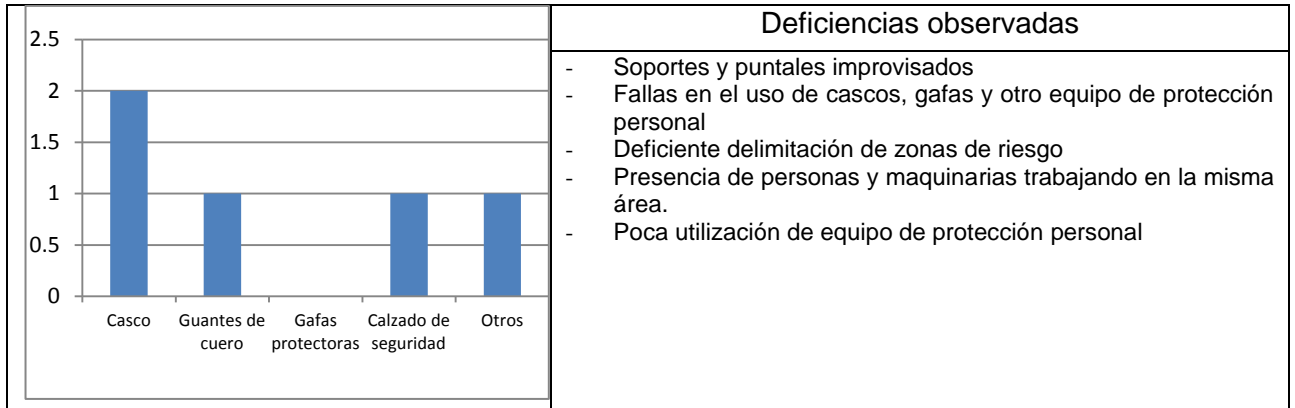 2.5
2
1.5
1
0.5
0
Casco
Guantes de
cuero
Gafas
protectoras
Calzado de
seguridad
Otros
Deficiencias observadas
- Soportes y puntales improvisados
- Fallas en el uso de cascos, gafas y otro equipo de protección
personal
- Deficiente delimitación de zonas de riesgo
- Presencia de personas y maquinarias trabajando en la misma
área.
- Poca utilización de equipo de protección personal